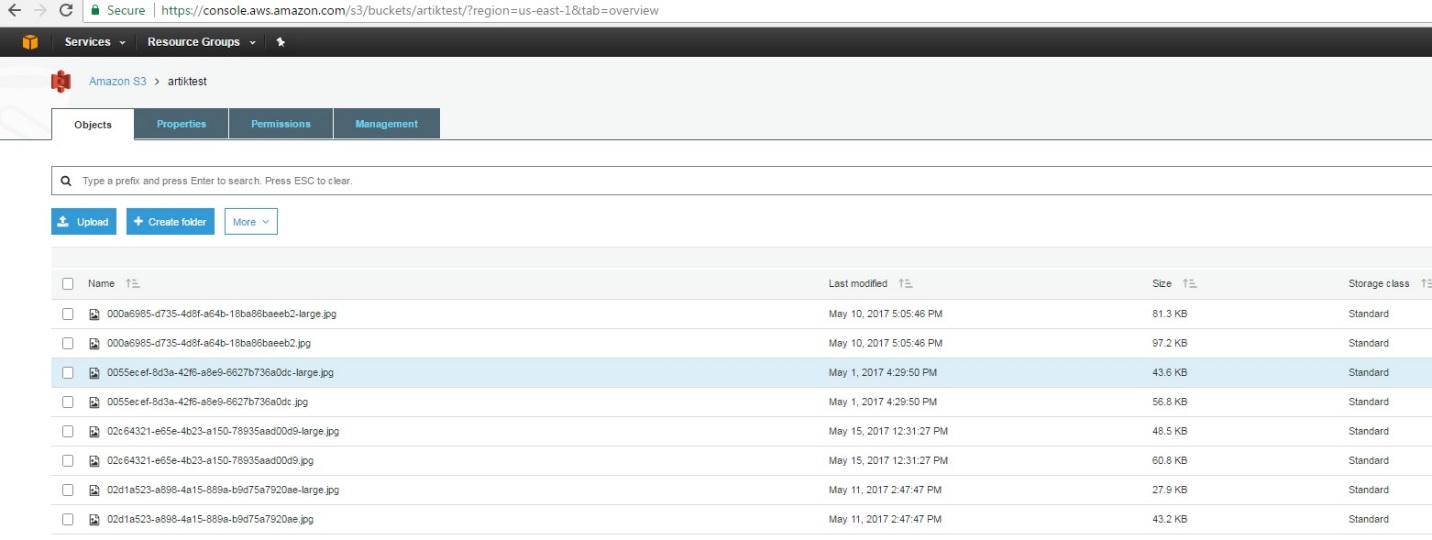 Secure https://console.aws.amazon.com/s3/buckets/artiktest/?region=us-east-1&tab=overview
Services Resource Groups
Amazon S3 > artiktest
Objects Properties Permissions Management
Type a prefix and press Enter to search. Press ESC to clear.
Upload + Create folder More
Name Last modified Size Storage class
000a6985-d735-4d8f-a64b-18ba86baeeb2-large.jpg May 10, 2017 5:05:46 PM 81.3 KB Standard
000a6985-d735-4d8f-a64b-18ba86baeeb2.jpg May 10, 2017 5:05:46 PM 97.2 KB Standard
0055ecef-8d3a-42f6-a8e9-6627b736a0dc-large.jpg May 1, 2017 4:29:50 PM 43.6 KB Standard
0055ecef-8d3a-42f6-a8e9-6627b736a0dc.jpg May 1, 2017 4:29:50 PM 56.8 KB Standard
02c64321-e65e-4b23-a150-78935aad00d9-large.jpg May 15, 2017 12:31:27 PM 48.5 KB Standard
02c64321-e65e-4b23-a150-78935aad00d9.jpg May 15, 2017 12:31:27 PM 60.8 KB Standard
02d1a523-a898-4a15-889a-b9d75a7920ae-large.jpg May 11, 2017 2:47:47 PM 27.9 KB Standard
02d1a523-a898-4a15-889a-b9d75a7920ae.jpg May 11, 2017 2:47:47 PM 43.2 KB Standard